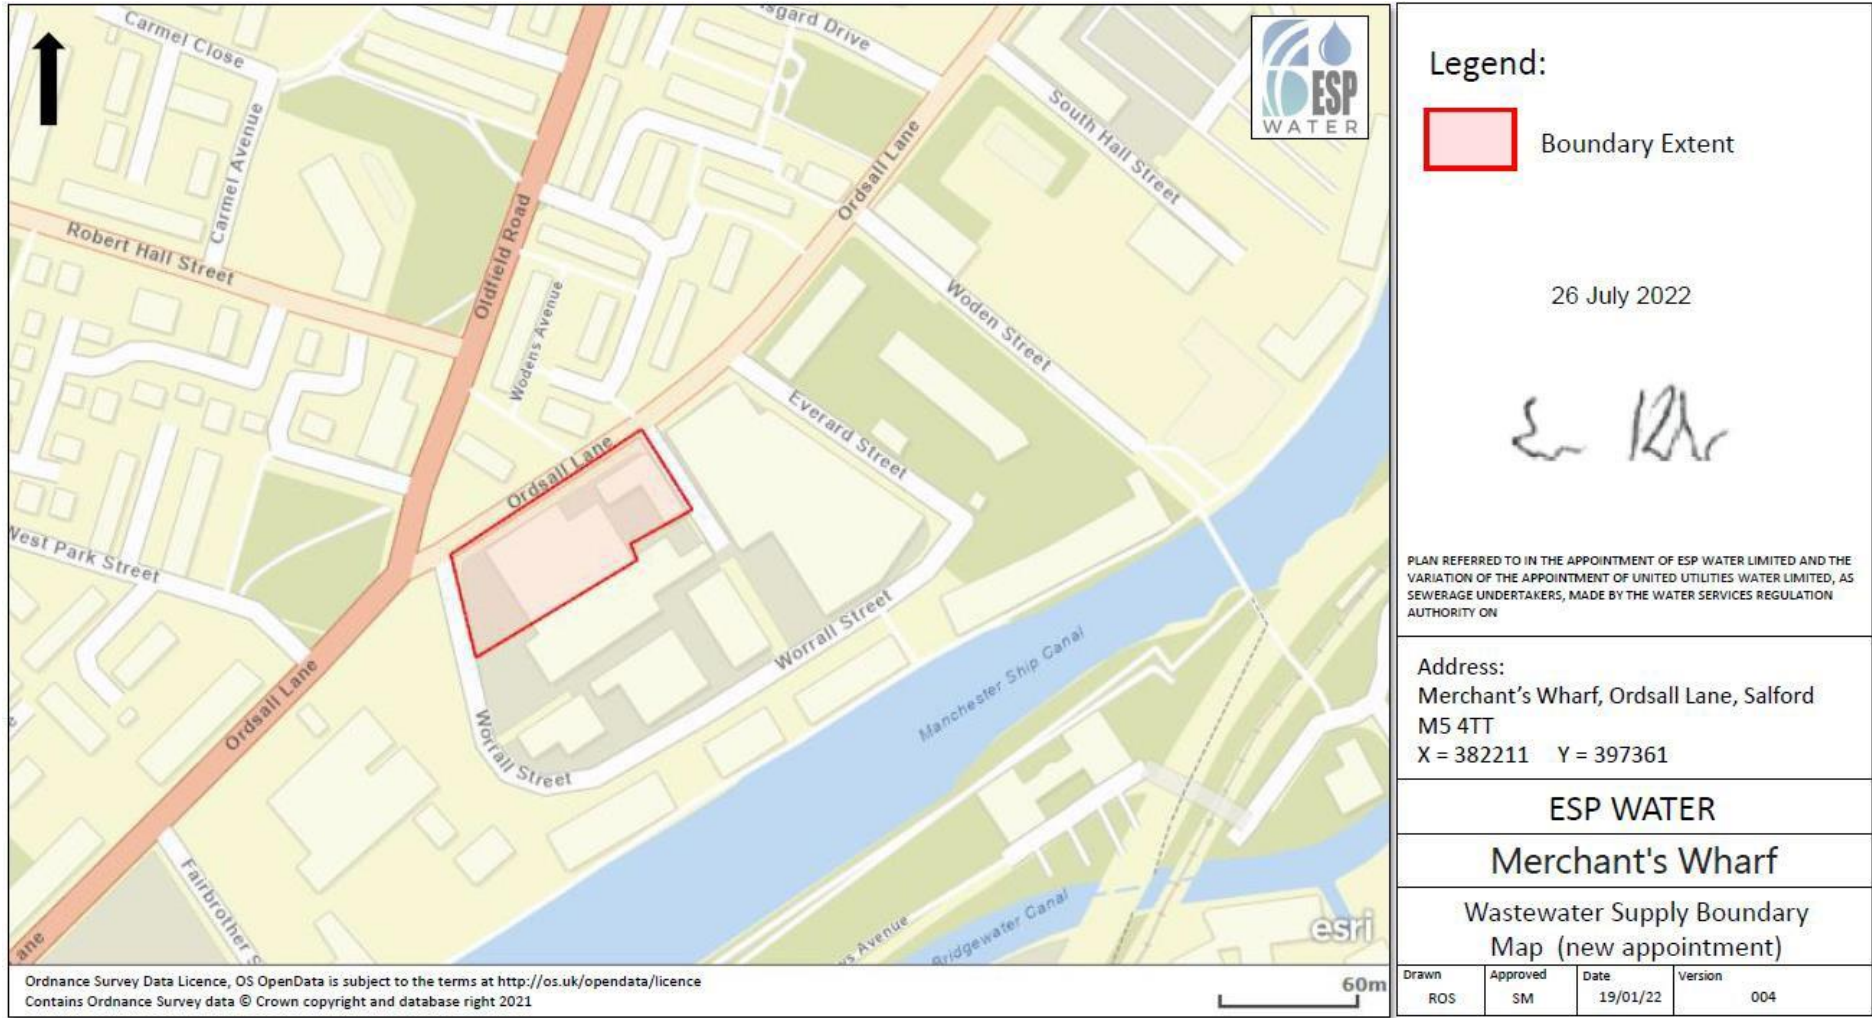 Carmel Close
sgard Drive
ESP
WATER
South Hall Street
Carmel Avenue
Ordsall Lane
Oldfield Road
Robert Hall Street
Wodens Avenue
Woden Street
Everard Street
Ordsall Lane
West Park Street
Worrall Street
Manchester Ship Canal
Ordsall Lane
Worrall Street
Fairbrother S
ane
s Avenue
Bridgewater Canal
esri
Ordnance Survey Data Licence, OS OpenData is subject to the terms at http://os.uk/opendata/licence
Contains Ordnance Survey data © Crown copyright and database right 2021
60m
Legend:
Boundary Extent
26 July 2022
PLAN REFERRED TO IN THE APPOINTMENT OF ESP WATER LIMITED AND THE
VARIATION OF THE APPOINTMENT OF UNITED UTILITIES WATER LIMITED, AS
SEWERAGE UNDERTAKERS, MADE BY THE WATER SERVICES REGULATION
AUTHORITY ON
Address:
Merchant's Wharf, Ordsall Lane, Salford
M5 4TT
X = 382211 Y = 397361
ESP WATER
Merchant's Wharf
Wastewater Supply Boundary
Map (new appointment)
Drawn Approved Date Version
ROS SM 19/01/22 004